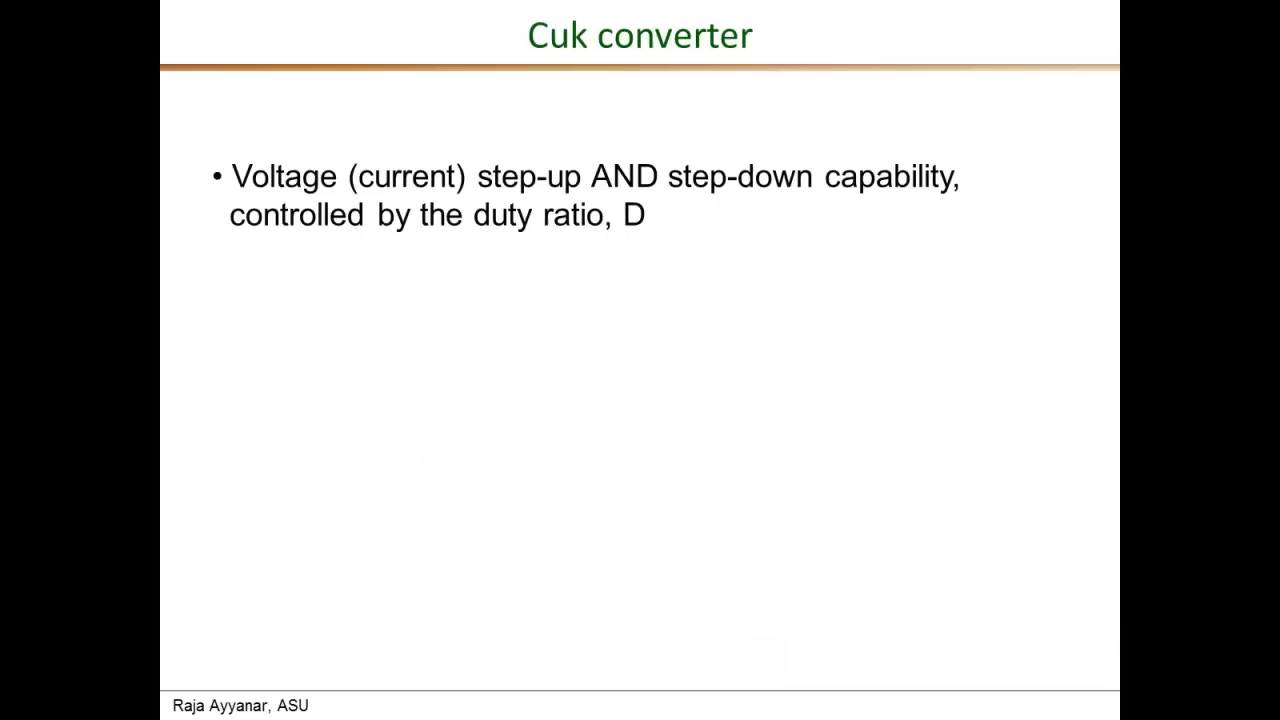 Cuk converter
• Voltage (current) step-up AND step-down capability,
controlled by the duty ratio, D
Raja Ayyanar, ASU